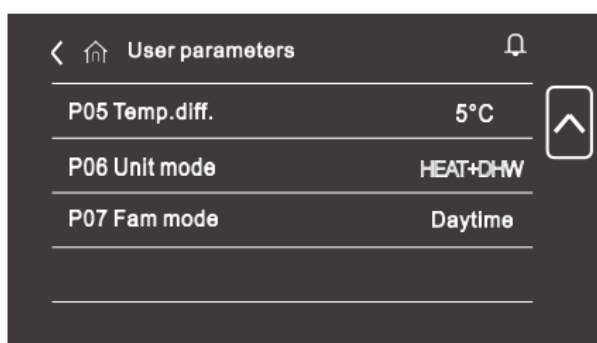 User parameters
P05 Temp.diff. 5°C
P06 Unit mode HEAT+DHW
P07 Fam mode Daytime